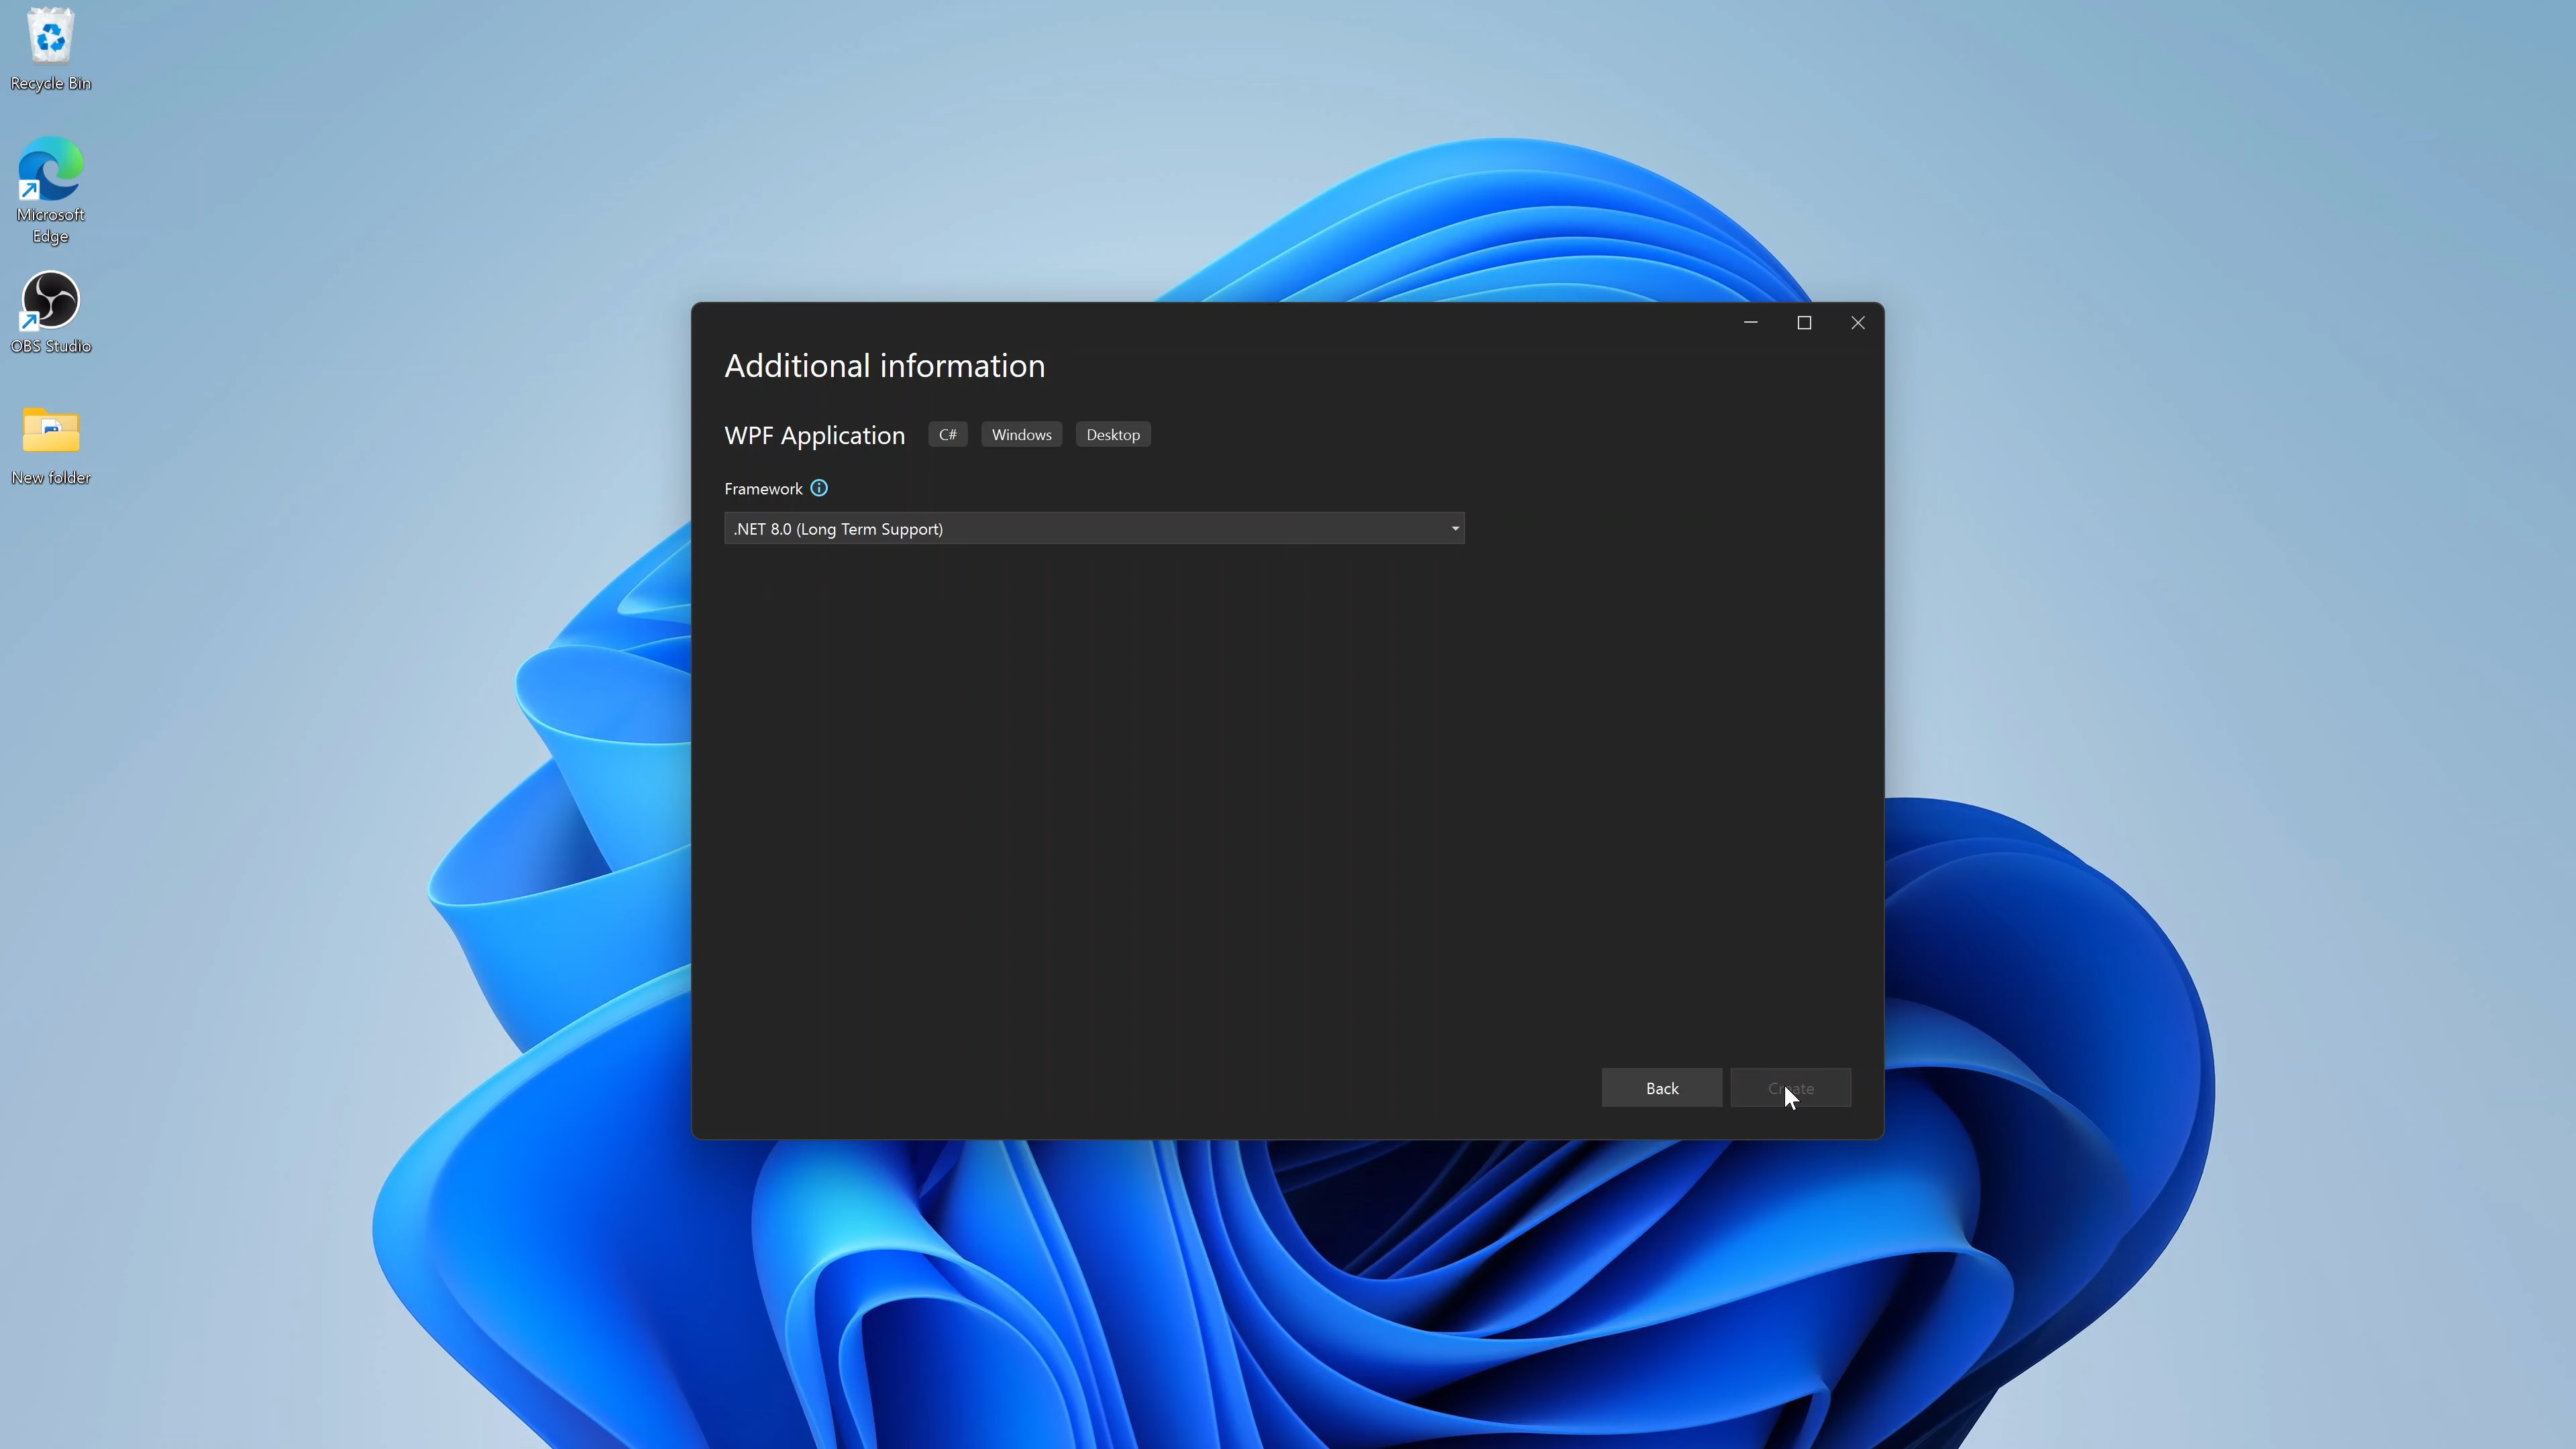 Recycle Bin
Microsoft
Edge
OBS Studio
New folder
Additional information
WPF Application C# Windows Desktop
Framework
.NET 8.0 (Long Term Support)
Back Create